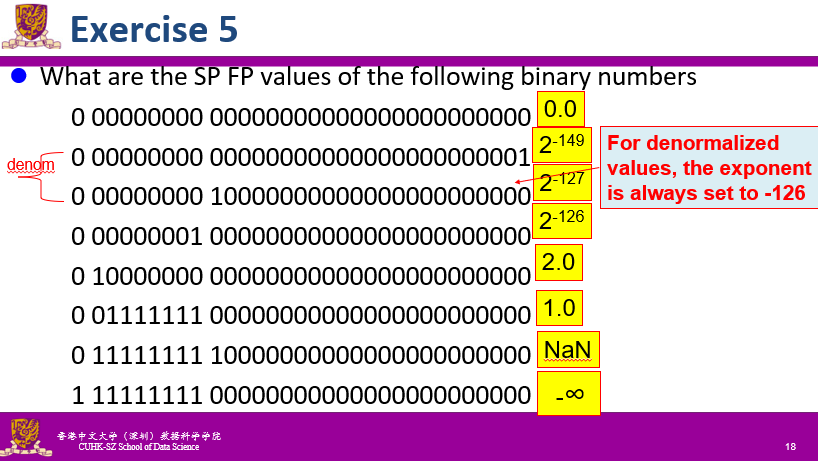 Exercise 5
What are the SP FP values of the following binary numbers
0 00000000 00000000000000000000000 0.0
0 00000000 00000000000000000000001 2-149
denom
0 00000000 10000000000000000000000 2-127
For denormalized
values, the exponent
is always set to -126
0 00000001 00000000000000000000000 2-126
0 10000000 00000000000000000000000 2.0
0 01111111 00000000000000000000000 1.0
0 11111111 10000000000000000000000 NaN
1 11111111 00000000000000000000000 -∞
香港中文大学（深圳）数据科学学院
CUHK-SZ School of Data Science
18